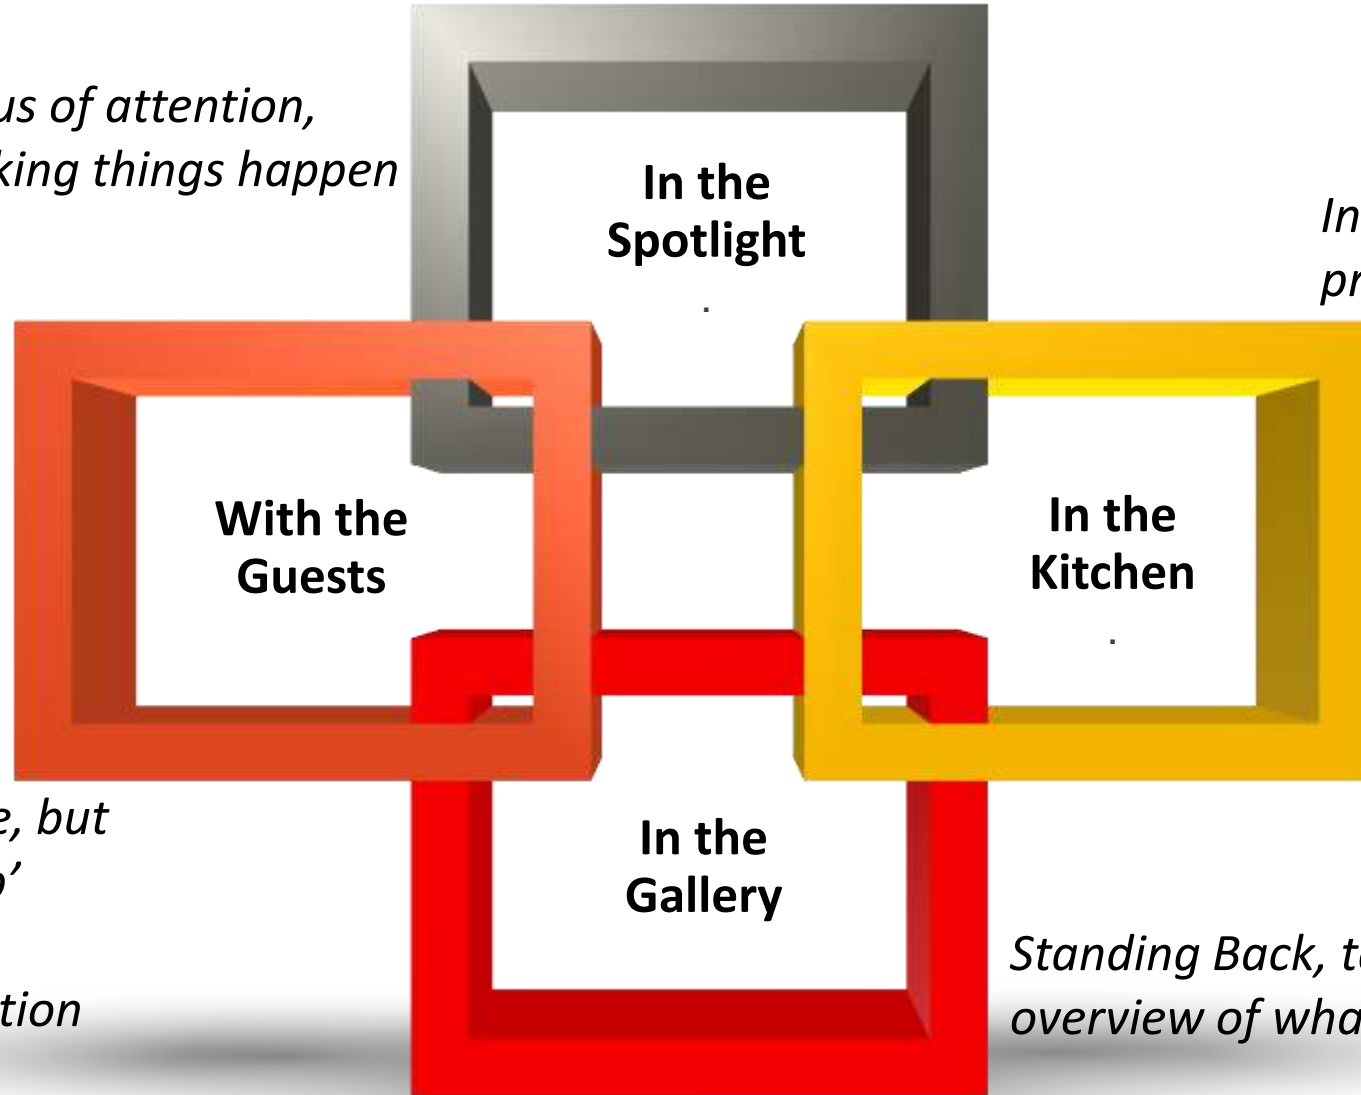 us of attention,
king things happen
In the
Spotlight
.
In
pr
With the
Guests
In the
Kitchen
.
e, but
o’
tion
In the
Gallery
Standing Back, t
overview of wha